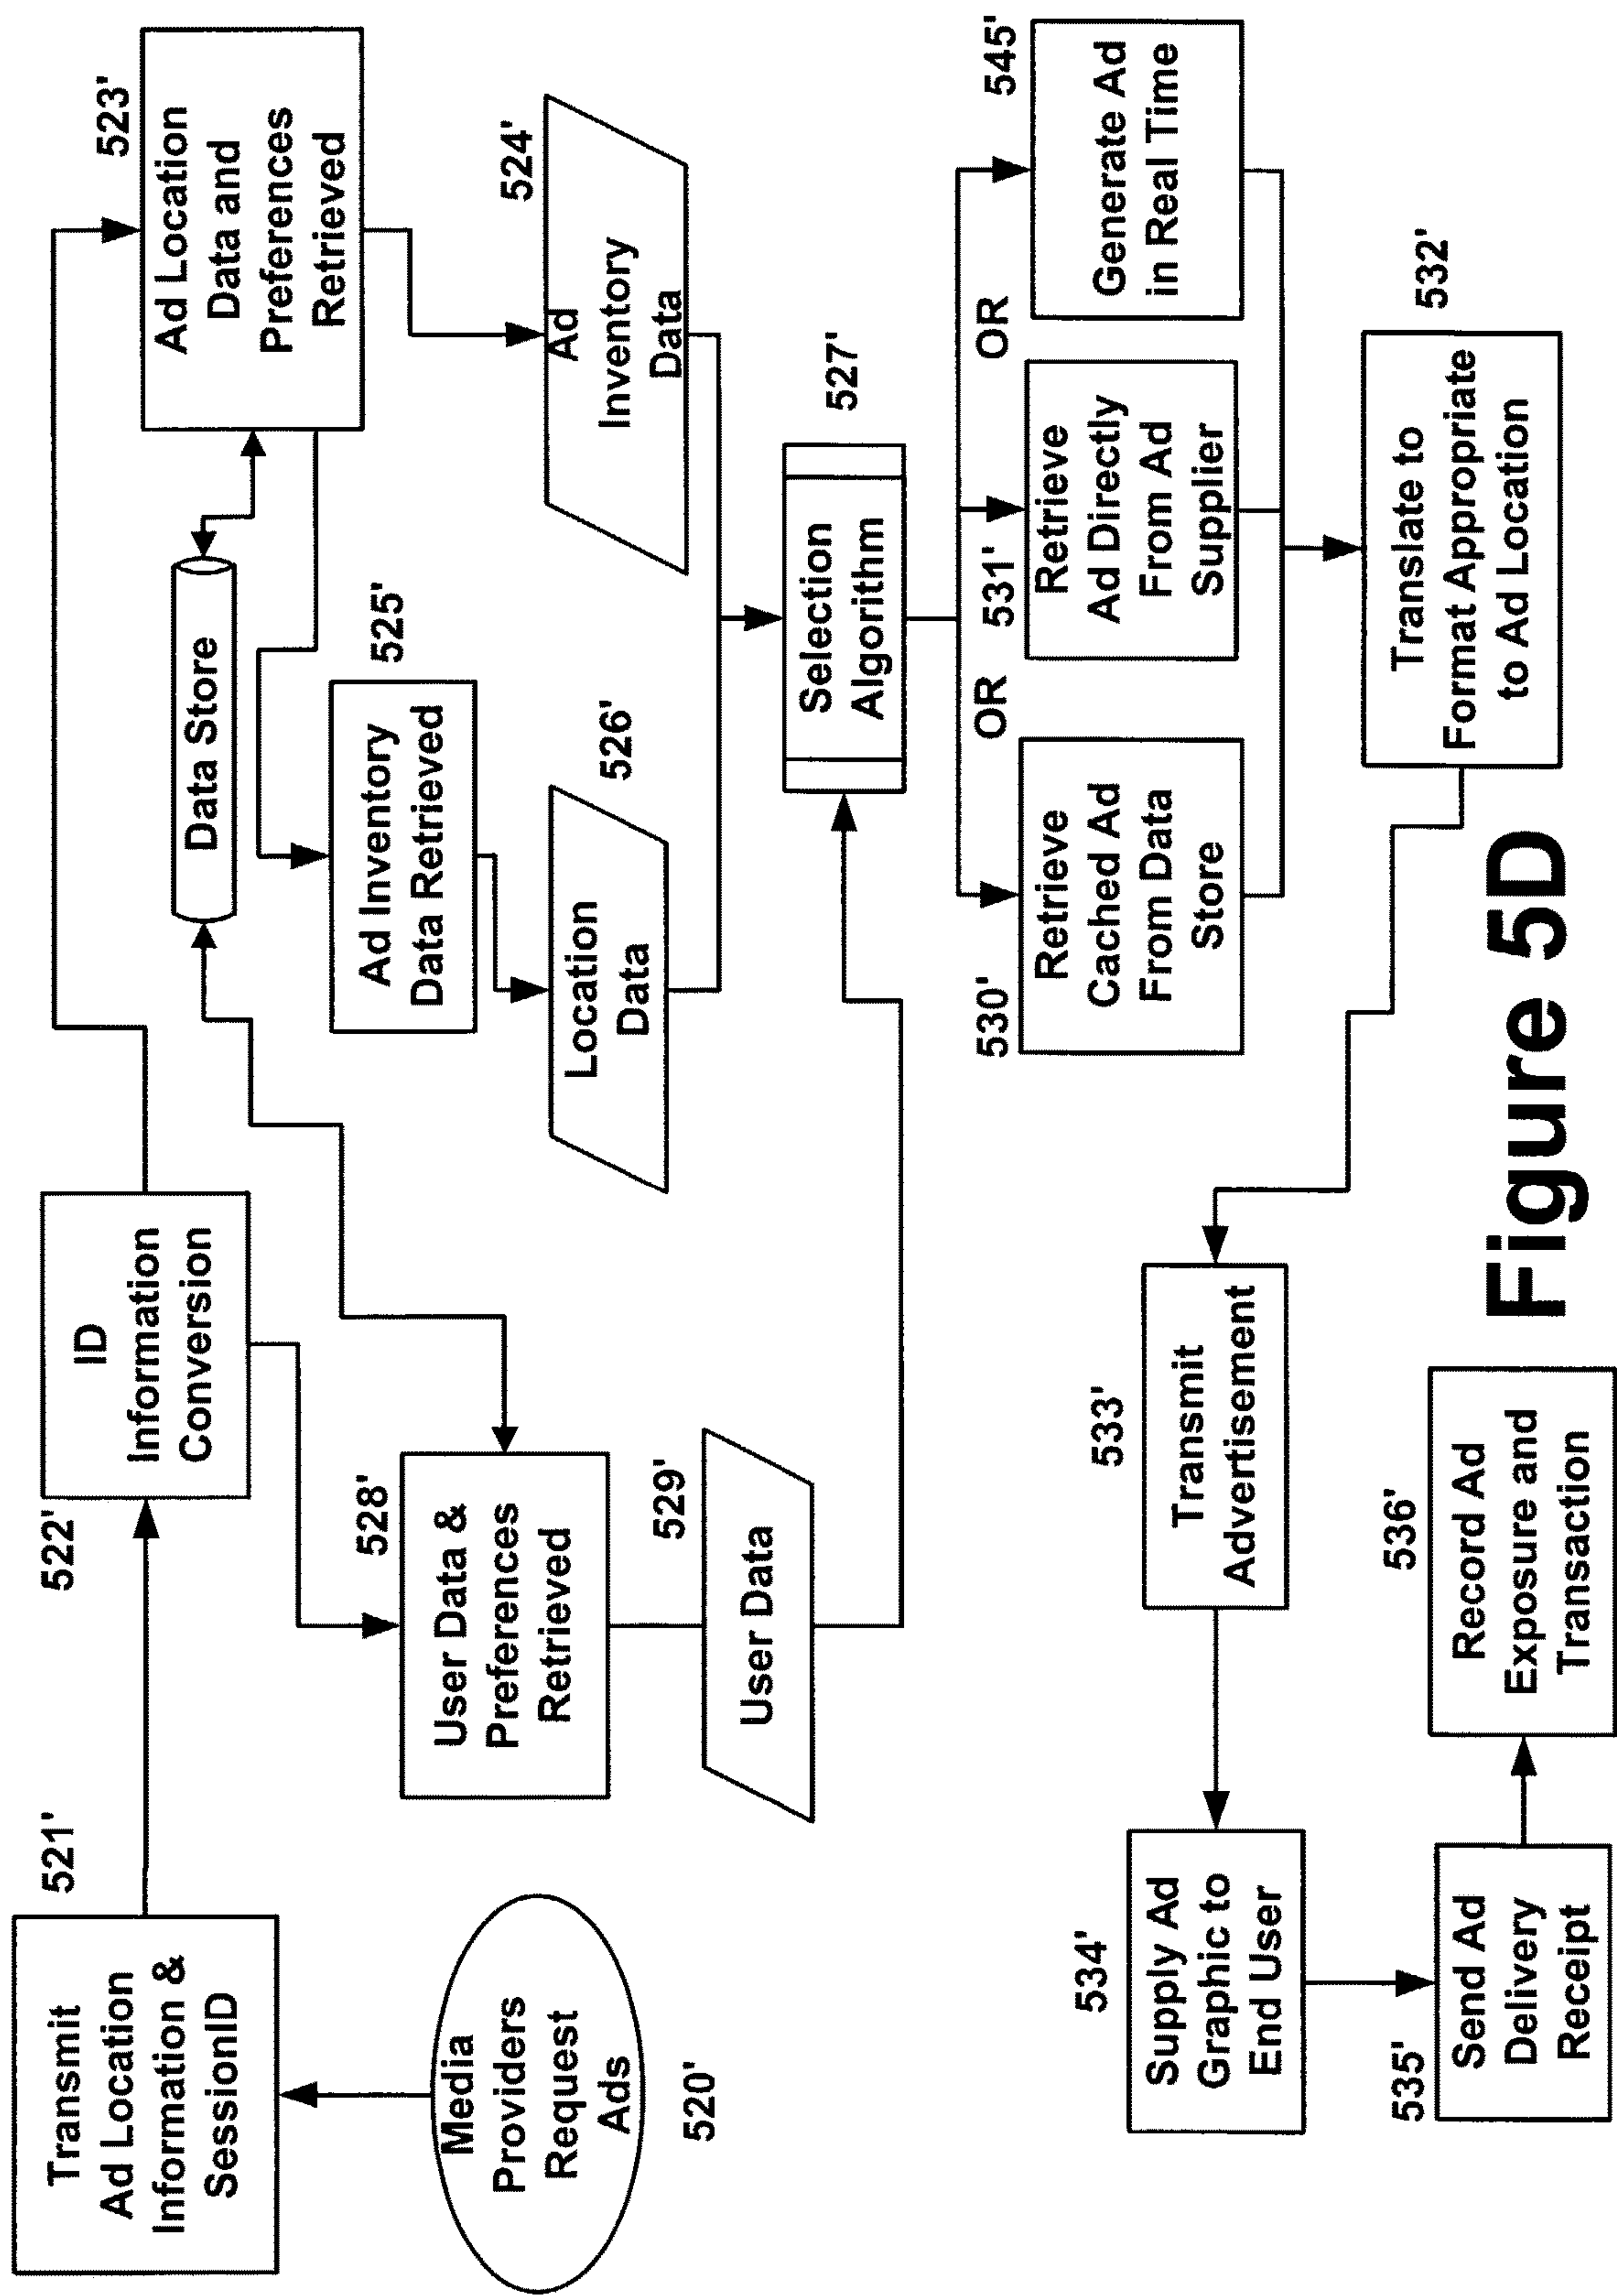 521'
Transmit
Ad Location
Information &
SessionID
Media
Providers
Request
Ads
520'
522'
ID
Information
Conversion
523'
Ad Location
Data and
Preferences
Retrieved
Data Store
525'
Ad Inventory
Data Retrieved
524'
Ad
Inventory
Data
526'
Location
Data
528'
User Data &
Preferences
Retrieved
529'
User Data
527'
Selection
Algorithm
530'
Retrieve
Cached Ad
From Data
Store
OR
531'
Retrieve
Ad Directly
From Ad
Supplier
OR
545'
Generate Ad
in Real Time
532'
Translate to
Format Appropriate
to Ad Location
533'
Transmit
Advertisement
534'
Supply Ad
Graphic to
End User
535'
Send Ad
Delivery
Receipt
536'
Record Ad
Exposure and
Transaction
Figure 5D